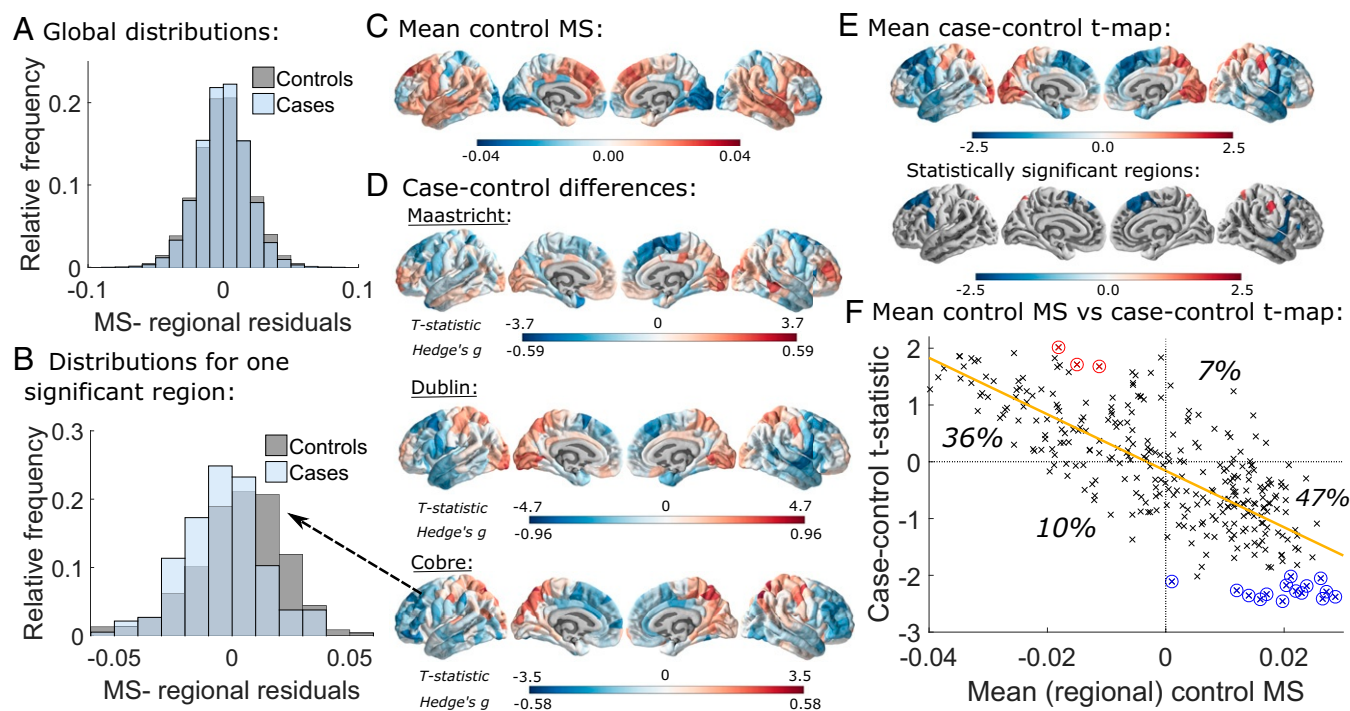 A Global distributions:
Relative frequency
0.2
0.1
0
Controls
Cases
-0.1
0
0.1
MS- regional residuals
B Distributions for one
significant region:
Relative frequency
0.3
0.2
0.1
0
Controls
Cases
-0.05
0
0.05
MS- regional residuals
C Mean control MS:
-0.04
0.00
0.04
D Case-control differences:
Maastricht:
T-statistic -3.7 0 3.7
Hedge's g -0.59 0.59
Dublin:
T-statistic -4.7 0 4.7
Hedge's g -0.96 0.96
Cobre:
T-statistic -3.5 0 3.5
Hedge's g -0.58 0.58
E Mean case-control t-map:
-2.5 0.0 2.5
Statistically significant regions:
-2.5 0.0 2.5
F Mean control MS vs case-control t-map:
Case-control t-statistic
2
1
0
-1
-2
-3
7%
36%
47%
10%
-0.04
-0.02
0
0.02
Mean (regional) control MS